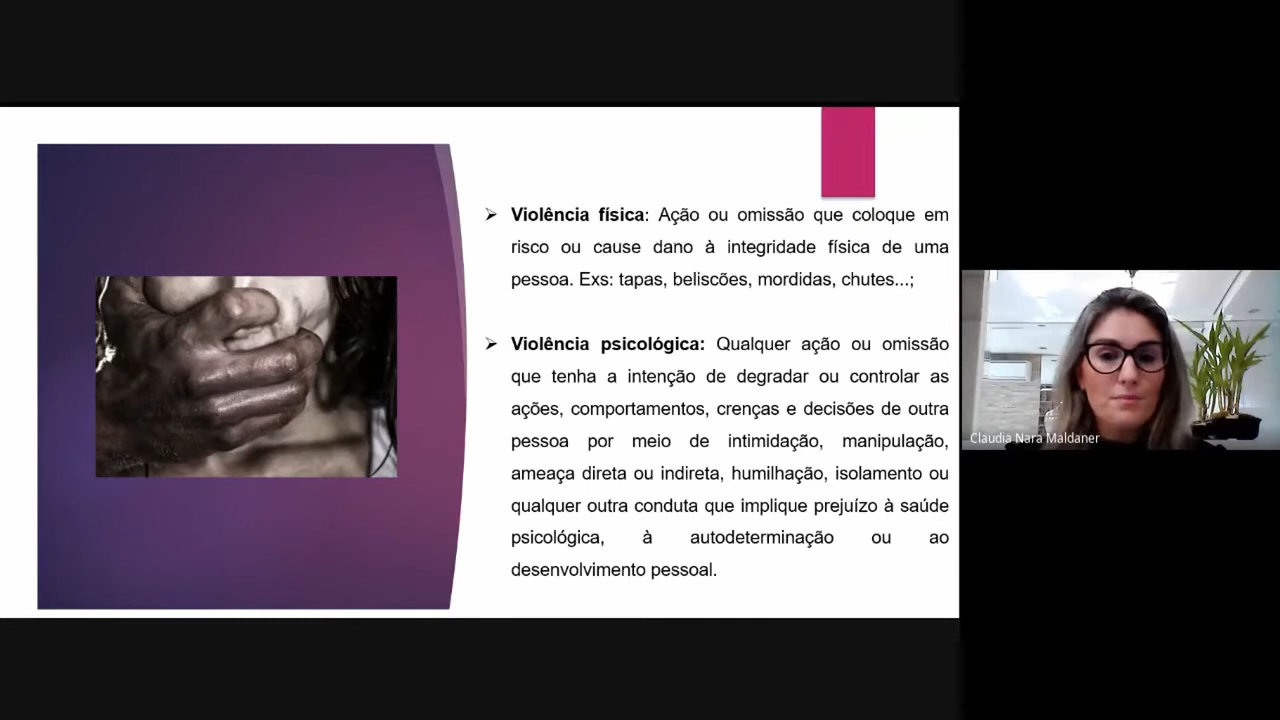 Violência física: Ação ou omissão que coloque em
risco ou cause dano à integridade física de uma
pessoa. Exs: tapas, beliscões, mordidas, chutes...;
Violência psicológica: Qualquer ação ou omissão
que tenha a intenção de degradar ou controlar as
ações, comportamentos, crenças e decisões de outra
pessoa por meio de intimidação, manipulação,
ameaça direta ou indireta, humilhação, isolamento ou
qualquer outra conduta que implique prejuízo à saúde
psicológica, à autodeterminação ou ao
desenvolvimento pessoal.
Claudia Nara Maldaner